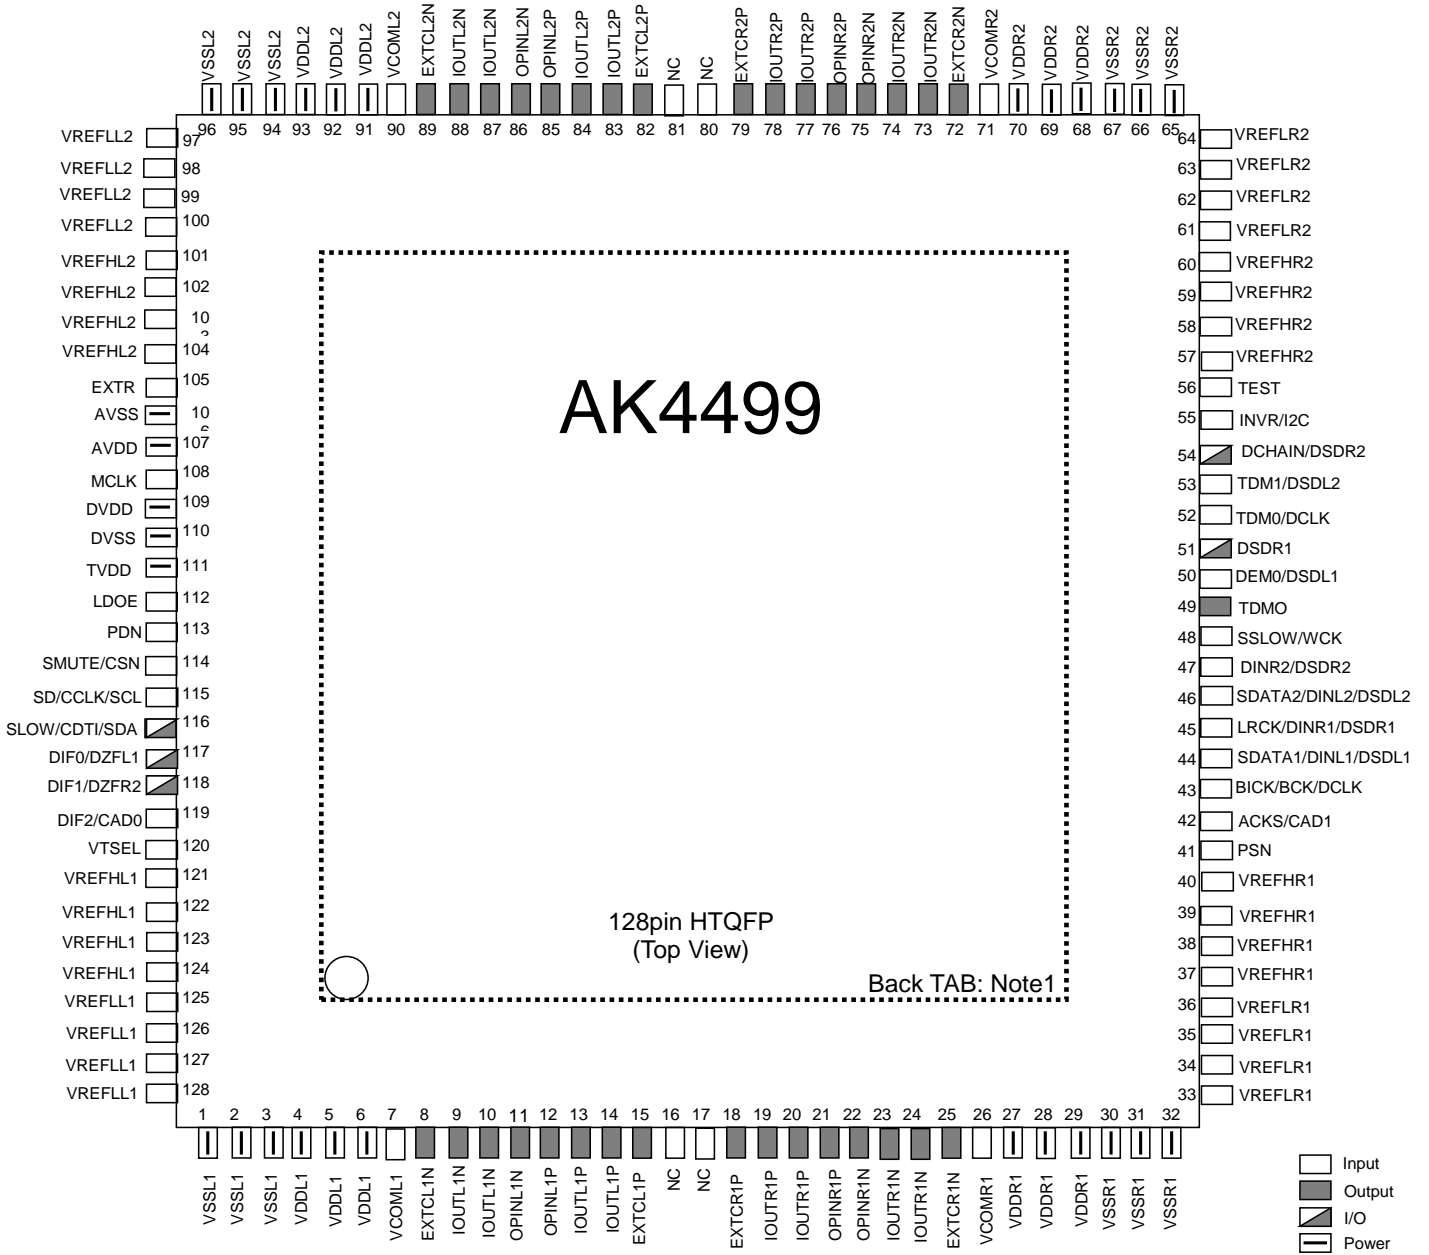 VSSL2 VSSL2 VSSL2 VDDL2 VDDL2 VDDL2 VCOML2 EXTCL2N IOUTL2N IOUTL2N OPINL2N OPINL2P IOUTL2P IOUTL2P EXTCL2P NC NC EXTCR2P IOUTR2P IOUTR2P OPINR2P OPINR2N IOUTR2N IOUTR2N EXTCR2N VCOMR2 VDDR2 VDDR2 VDDR2 VSSR2 VSSR2 VSSR2
96 95 94 93 92 91 90 89 88 87 86 85 84 83 82 81 80 79 78 77 76 75 74 73 72 71 70 69 68 67 66 65
VREFLL2 97
VREFLL2 98
VREFLL2 99
VREFLL2 100
VREFHL2 101
VREFHL2 102
VREFHL2 10
VREFHL2 104
EXTR 105
AVSS 10
AVDD 107
MCLK 108
DVDD 109
DVSS 110
TVDD 111
LDOE 112
PDN 113
SMUTE/CSN 114
SD/CCLK/SCL 115
SLOW/CDTI/SDA 116
DIF0/DZFL1 117
DIF1/DZFR2 118
DIF2/CAD0 119
VTSEL 120
VREFHL1 121
VREFHL1 122
VREFHL1 123
VREFHL1 124
VREFLL1 125
VREFLL1 126
VREFLL1 127
VREFLL1 128
AK4499
128pin HTQFP
(Top View)
Back TAB: Note1
64 VREFLR2
63 VREFLR2
62 VREFLR2
61 VREFLR2
60 VREFHR2
59 VREFHR2
58 VREFHR2
57 VREFHR2
56 TEST
55 INVR/I2C
54 DCHAIN/DSDR2
53 TDM1/DSDL2
52 TDM0/DCLK
51 DSDR1
50 DEM0/DSDL1
49 TDMO
48 SSLOW/WCK
47 DINR2/DSDR2
46 SDATA2/DINL2/DSDL2
45 LRCK/DINR1/DSDR1
44 SDATA1/DINL1/DSDL1
43 BICK/BCK/DCLK
42 ACKS/CAD1
41 PSN
40 VREFHR1
39 VREFHR1
38 VREFHR1
37 VREFHR1
36 VREFLR1
35 VREFLR1
34 VREFLR1
33 VREFLR1
1 2 3 4 5 6 7 8 9 10 11 12 13 14 15 16 17 18 19 20 21 22 23 24 25 26 27 28 29 30 31 32
VSSL1 VSSL1 VSSL1 VDDL1 VDDL1 VDDL1 VCOML1 EXTCL1N IOUTL1N IOUTL1N OPINL1N OPINL1P IOUTL1P IOUTL1P EXTCL1P NC NC EXTCR1P IOUTR1P IOUTR1P OPINR1P OPINR1N IOUTR1N IOUTR1N EXTCR1N VCOMR1 VDDR1 VDDR1 VDDR1 VSSR1 VSSR1 VSSR1
Input
Output
I/O
Power